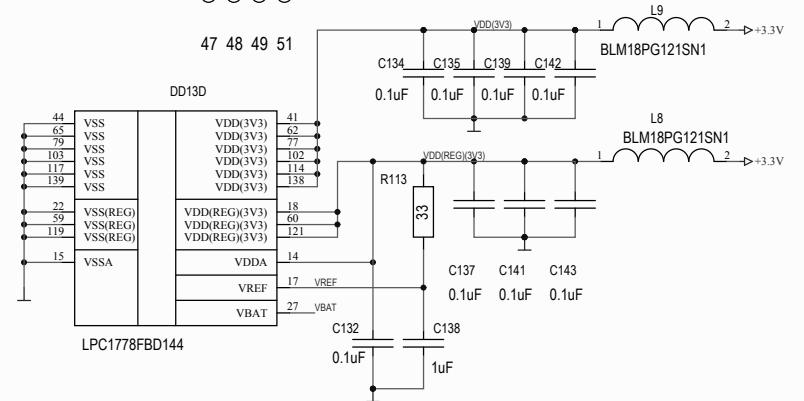 47 48 49 51
DD13D
LPC1778FBD144
44 VSS
65 VSS
79 VSS
103 VSS
117 VSS
139 VSS
22 VSS(REG)
59 VSS(REG)
119 VSS(REG)
15 VSSA
VDD(3V3) 41
VDD(3V3) 62
VDD(3V3) 77
VDD(3V3) 102
VDD(3V3) 114
VDD(3V3) 138
VDD(REG)(3V3) 18
VDD(REG)(3V3) 60
VDD(REG)(3V3) 121
VDDA 14
VREF 17 VREF
VBAT 27 VBAT
VDD(3V3)
1 L9 2 +3.3V
BLM18PG121SN1
C134 C135 C139 C142
0.1uF 0.1uF 0.1uF 0.1uF
L8
BLM18PG121SN1
VDD(REG)(3V3) 1 2 +3.3V
R113
33
C137 C141 C143
0.1uF 0.1uF 0.1uF
C132 C138
0.1uF 1uF